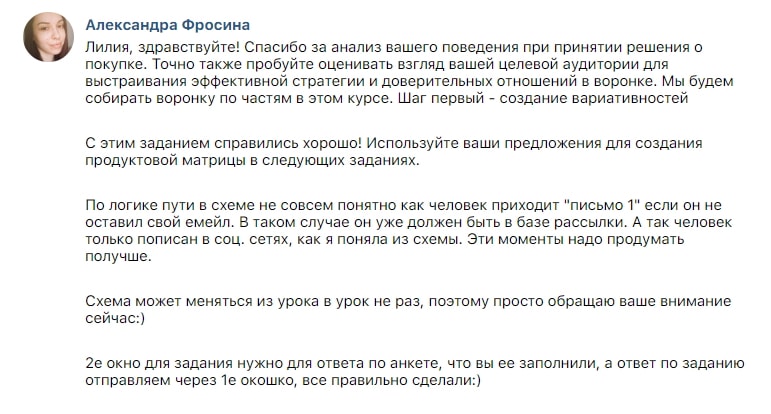 Александра Фросина
Лилия, здравствуйте! Спасибо за анализ вашего поведения при принятии решения о
покупке. Точно также пробуйте оценивать взгляд вашей целевой аудитории для
выстраивания эффективной стратегии и доверительных отношений в воронке. Мы будем
собирать воронку по частям в этом курсе. Шаг первый - создание вариативностей
С этим заданием справились хорошо! Используйте ваши предложения для создания
продуктовой матрицы в следующих заданиях.
По логике пути в схеме не совсем понятно как человек приходит "письмо 1" если он не
оставил свой емейл. В таком случае он уже должен быть в базе рассылки. А так человек
только пописан в соц. сетях, как я поняла из схемы. Эти моменты надо продумать
получше.
Схема может меняться из урока в урок не раз, поэтому просто обращаю ваше внимание
сейчас:)
2е окно для задания нужно для ответа по анкете, что вы ее заполнили, а ответ по заданию
отправляем через 1е окошко, все правильно сделали:)